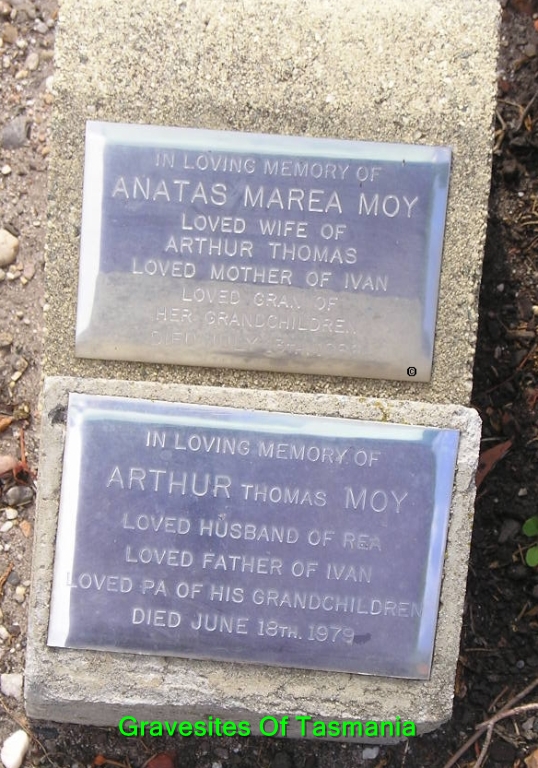 IN LOVING MEMORY OF
ANATAS MAREA MOY
LOVED WIFE OF
ARTHUR THOMAS
LOVED MOTHER OF IVAN
LOVED GRAN OF
HER GRANDCHILDREN
DIED JULY
©
IN LOVING MEMORY OF
ARTHUR THOMAS MOY
LOVED HUSBAND OF REA
LOVED FATHER OF IVAN
LOVED PA OF HIS GRANDCHILDREN
DIED JUNE 18TH. 1979
Gravesites Of Tasmania